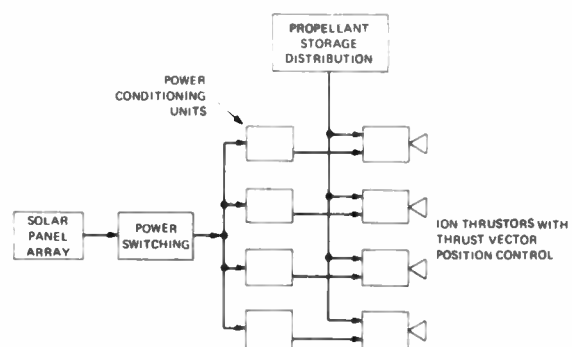 PROPELLANT
STORAGE
DISTRIBUTION
POWER
CONDITIONING
UNITS
SOLAR
PANEL
ARRAY
POWER
SWITCHING
ION THRUSTORS WITH
THRUST VECTOR
POSITION CONTROL